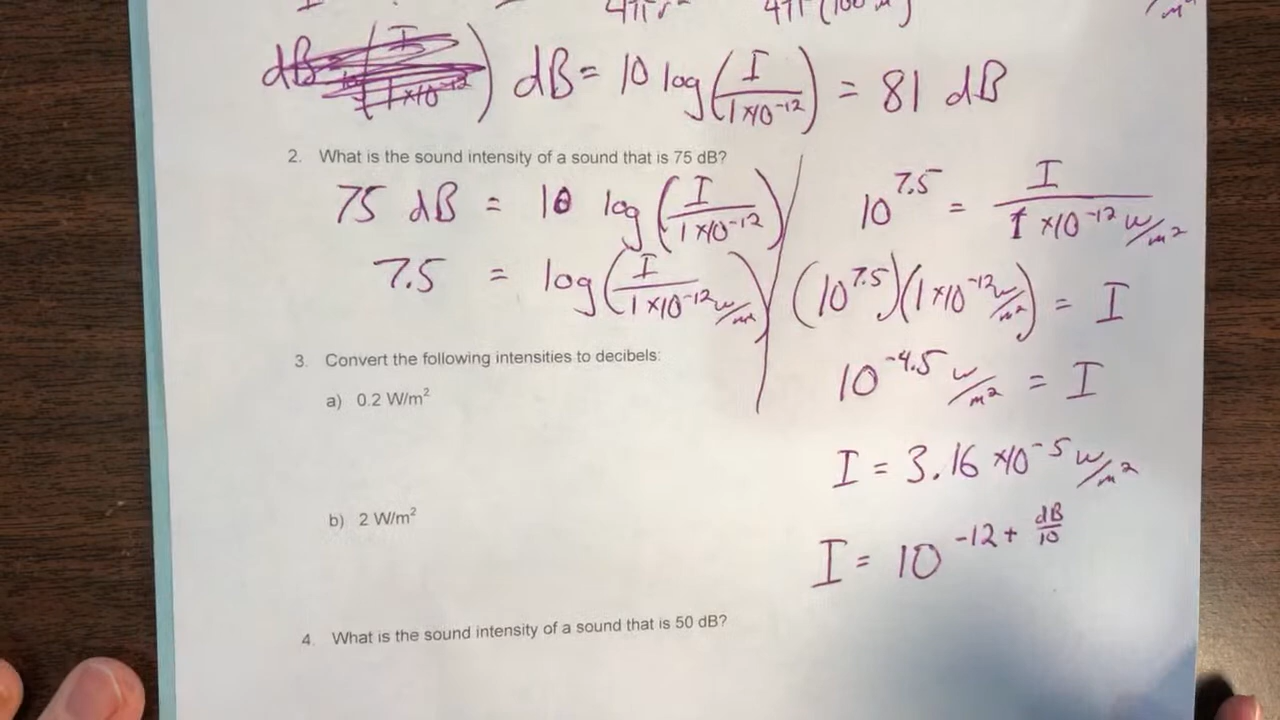 4πr² 4π(100 m)
dB = 10 log(I / 1×10⁻¹²) = 81 dB
2. What is the sound intensity of a sound that is 75 dB?
75 dB = 10 log(I / 1×10⁻¹²)
7.5 = log(I / 1×10⁻¹² w/m²)
10^7.5 = I / 1×10⁻¹² w/m²
(10^7.5)(1×10⁻¹² w/m²) = I
10^-4.5 w/m² = I
I = 3.16 ×10⁻⁵ w/m²
I = 10^(-12 + dB/10)
3. Convert the following intensities to decibels:
a) 0.2 W/m²
b) 2 W/m²
4. What is the sound intensity of a sound that is 50 dB?